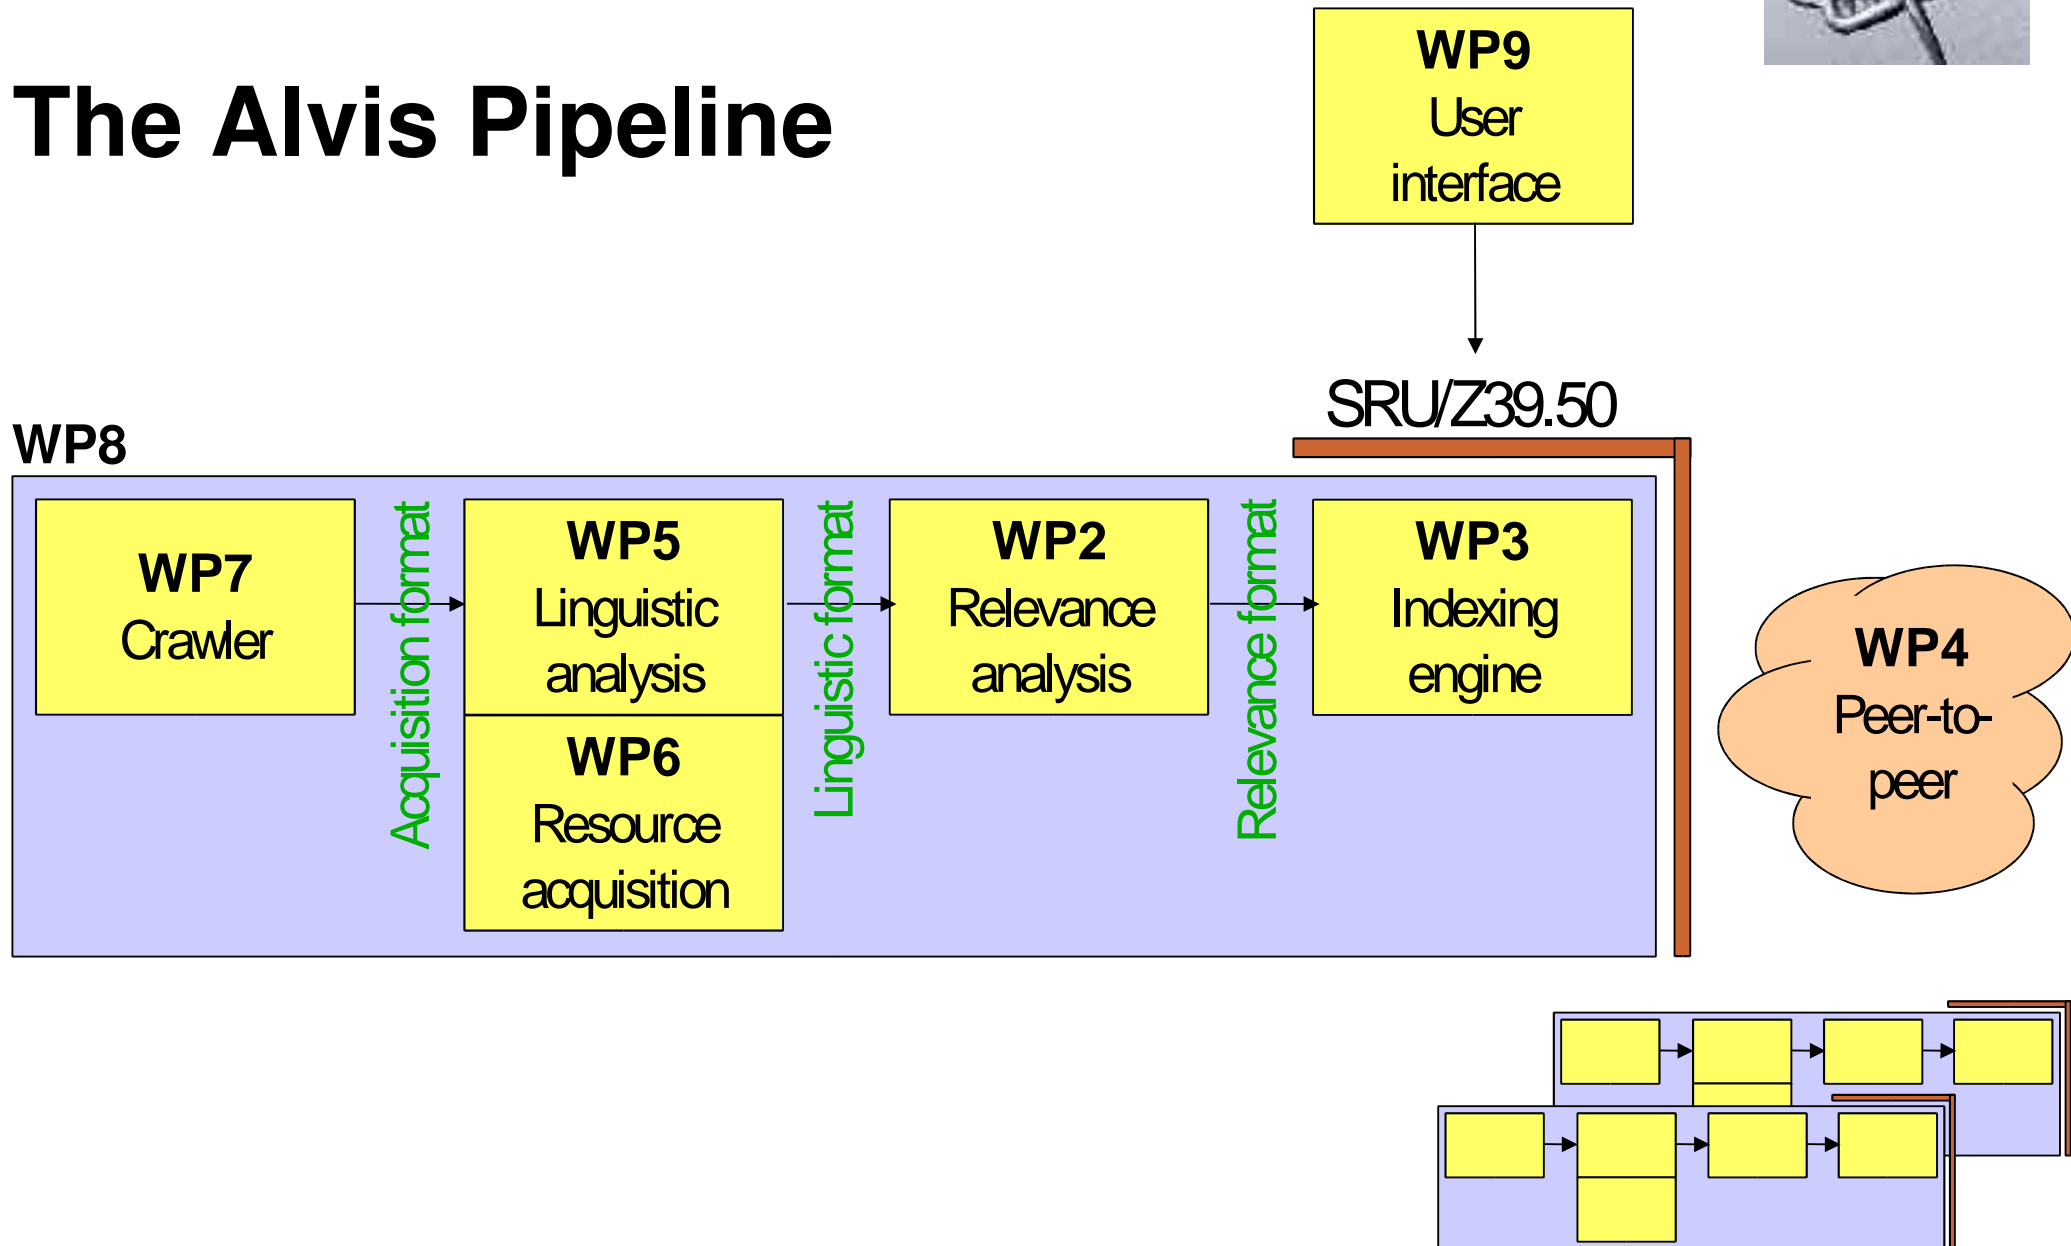 The Alvis Pipeline
WP9
User
interface
SRU/Z39.50
WP8
WP7
Crawler
Acquisition format
WP5
Linguistic
analysis
WP6
Resource
acquisition
Linguistic format
WP2
Relevance
analysis
Relevance format
WP3
Indexing
engine
WP4
Peer-to-
peer